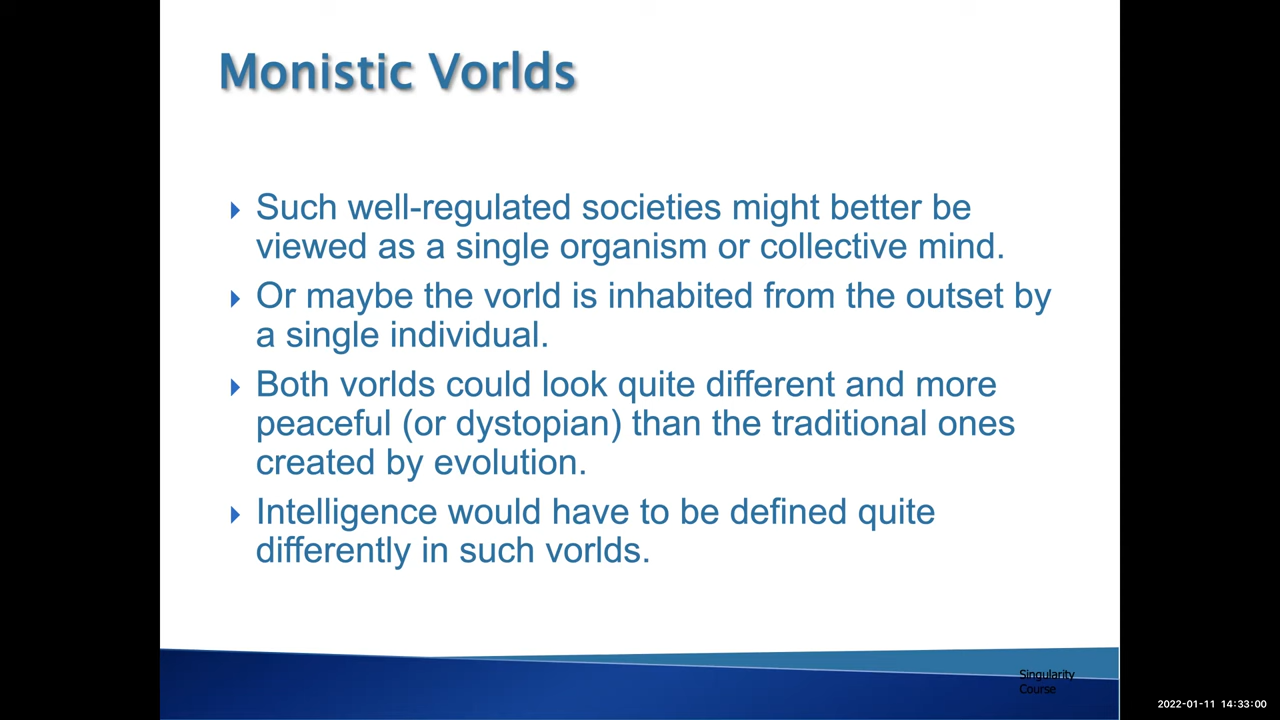 Monistic Vorlds
Such well-regulated societies might better be
viewed as a single organism or collective mind.
Or maybe the vorld is inhabited from the outset by
a single individual.
Both vorlds could look quite different and more
peaceful (or dystopian) than the traditional ones
created by evolution.
Intelligence would have to be defined quite
differently in such vorlds.
Singularity
Course
2022-01-11 14:33:00